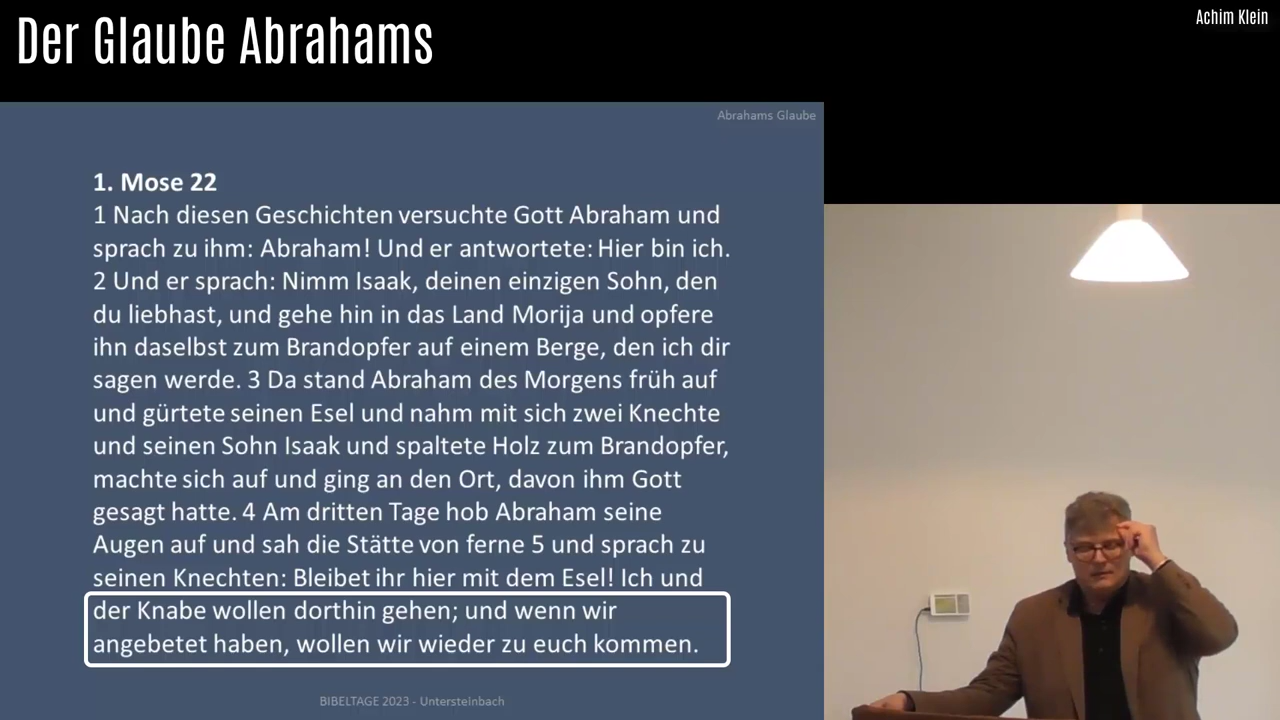 Der Glaube Abrahams
Achim Klein
Abrahams Glaube
1. Mose 22
1 Nach diesen Geschichten versuchte Gott Abraham und
sprach zu ihm: Abraham! Und er antwortete: Hier bin ich.
2 Und er sprach: Nimm Isaak, deinen einzigen Sohn, den
du liebhast, und gehe hin in das Land Morija und opfere
ihn daselbst zum Brandopfer auf einem Berge, den ich dir
sagen werde. 3 Da stand Abraham des Morgens früh auf
und gürtete seinen Esel und nahm mit sich zwei Knechte
und seinen Sohn Isaak und spaltete Holz zum Brandopfer,
machte sich auf und ging an den Ort, davon ihm Gott
gesagt hatte. 4 Am dritten Tage hob Abraham seine
Augen auf und sah die Stätte von ferne 5 und sprach zu
seinen Knechten: Bleibet ihr hier mit dem Esel! Ich und
der Knabe wollen dorthin gehen; und wenn wir
angebetet haben, wollen wir wieder zu euch kommen.
BIBELTAGE 2023 - Untersteinbach